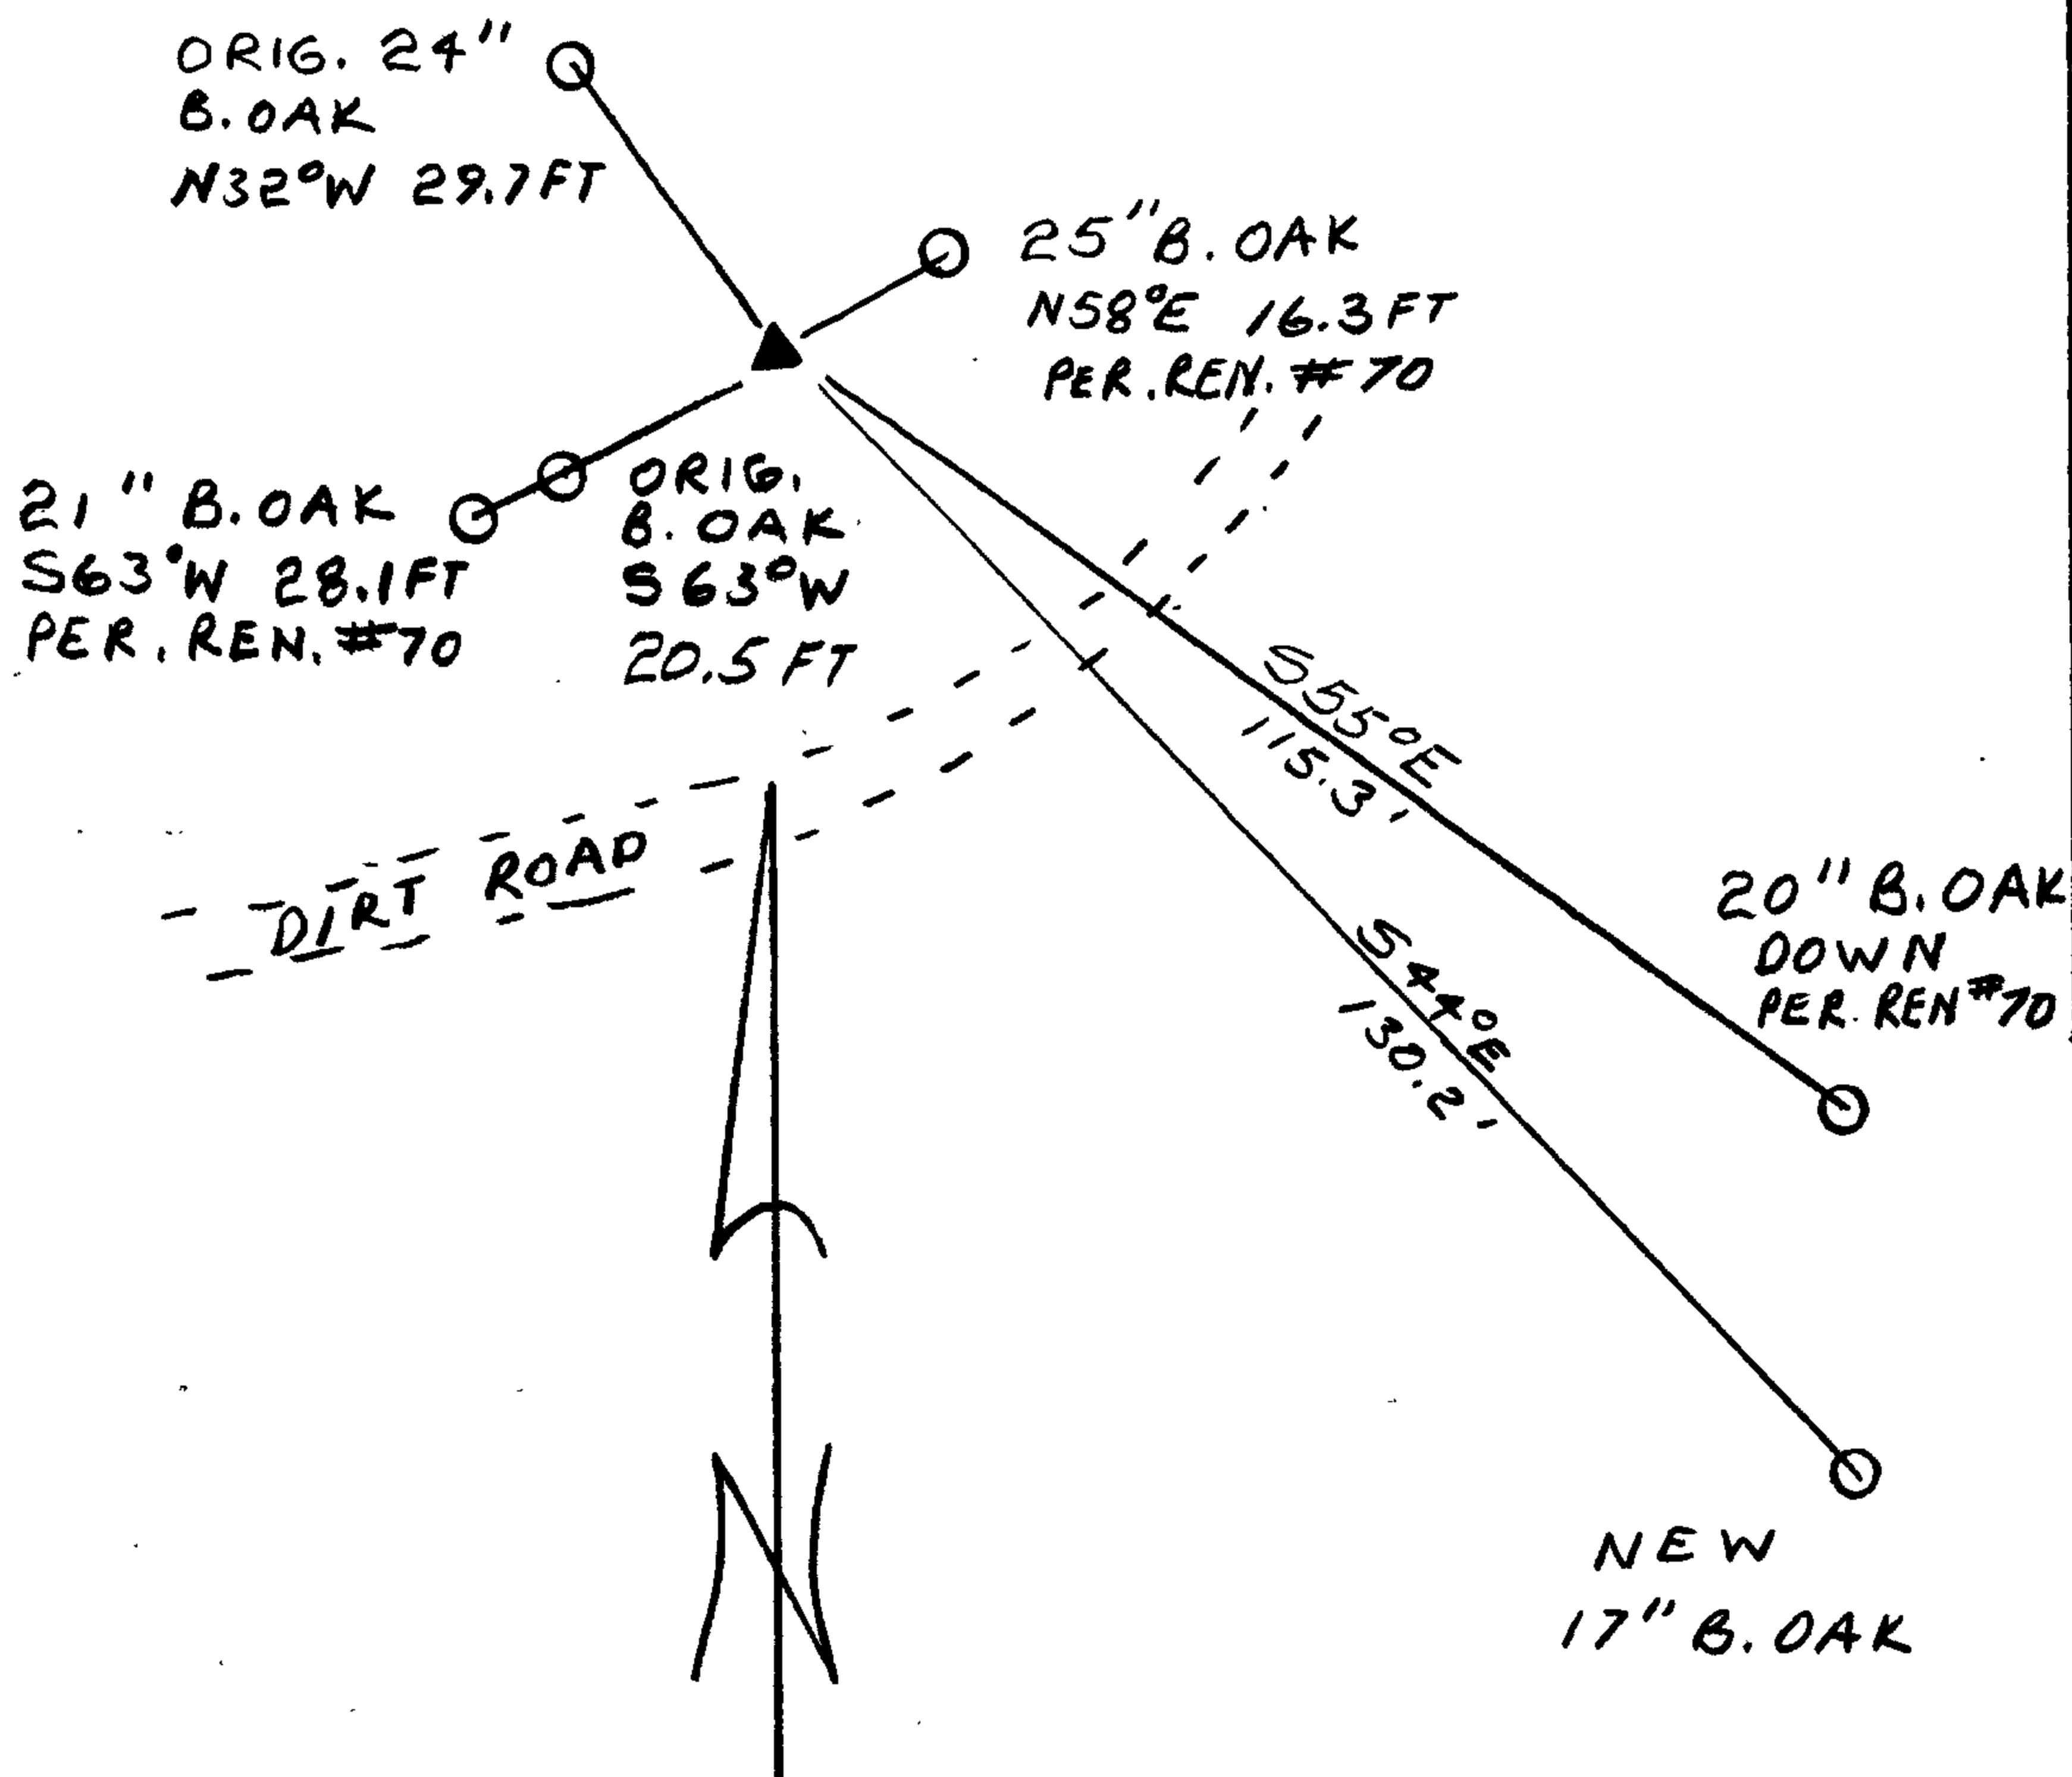 ORIG. 24"
B. OAK
N32°W 29.7FT
25" B. OAK
N58°E 16.3FT
PER. REN. #70
21" B. OAK
S63°W 28.1FT
PER. REN. #70
ORIG.
B. OAK
S63°W
20.5 FT
S55°E
115.3'
DIRT ROAD
20" B. OAK
DOWN
PER. REN #70
S44°E
130.2'
N
NEW
17" B. OAK